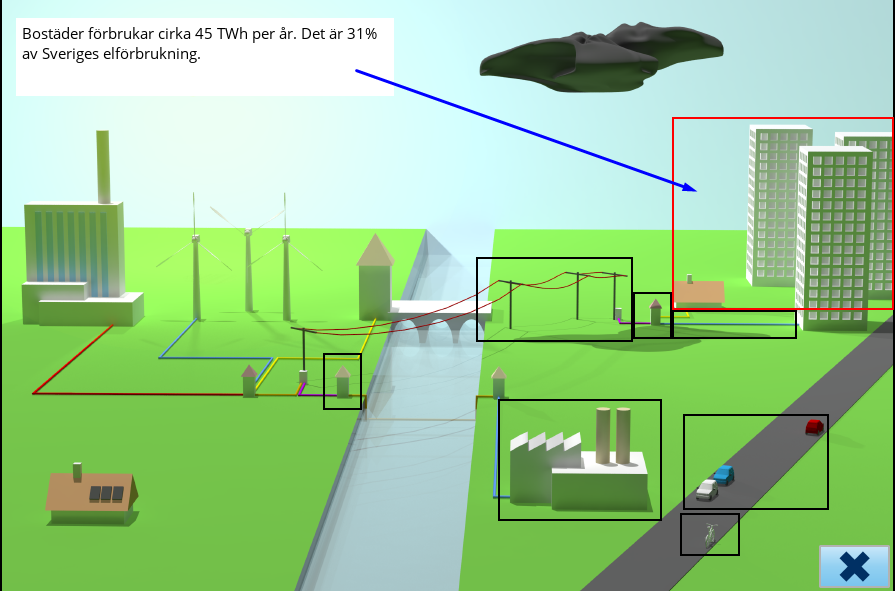 Bostäder förbrukar cirka 45 TWh per år. Det är 31%
av Sveriges elförbrukning.